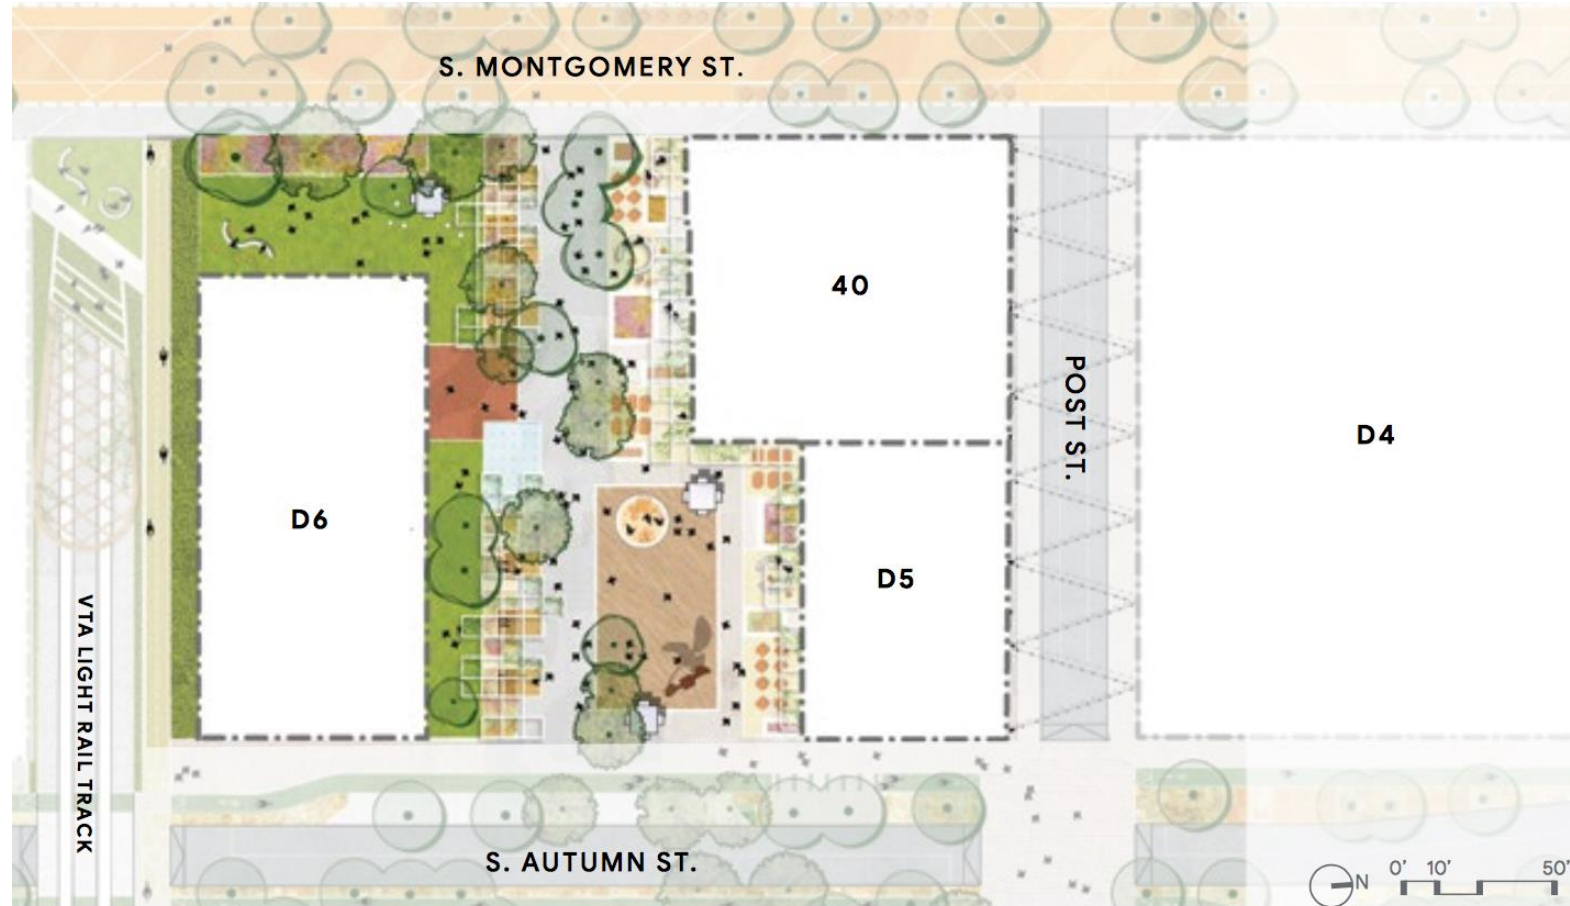 S. MONTGOMERY ST.
40
POST ST.
D4
D6
D5
VTA LIGHT RAIL TRACK
S. AUTUMN ST.
N
0' 10' 50'